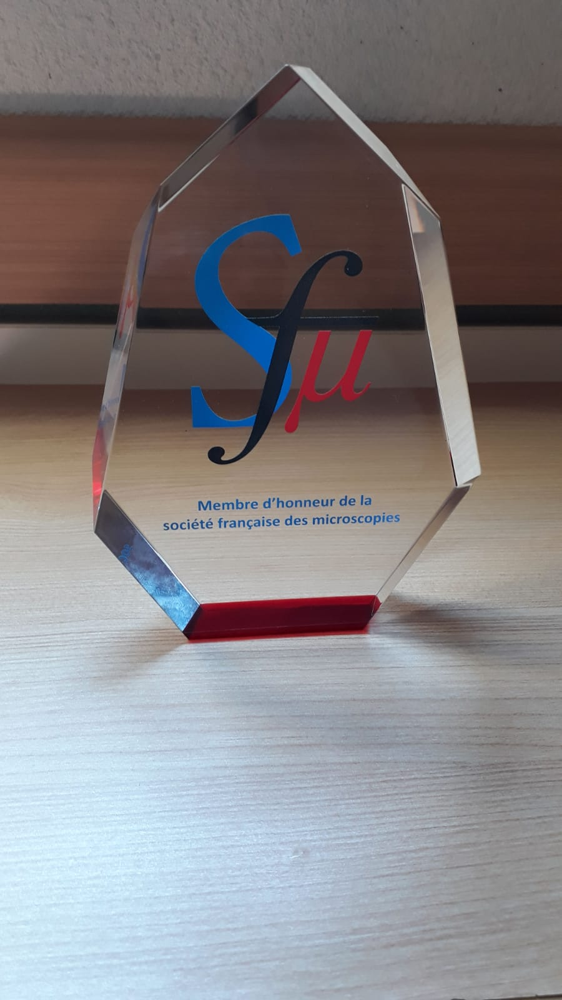 Sfµ
Membre d'honneur de la
société française des microscopies